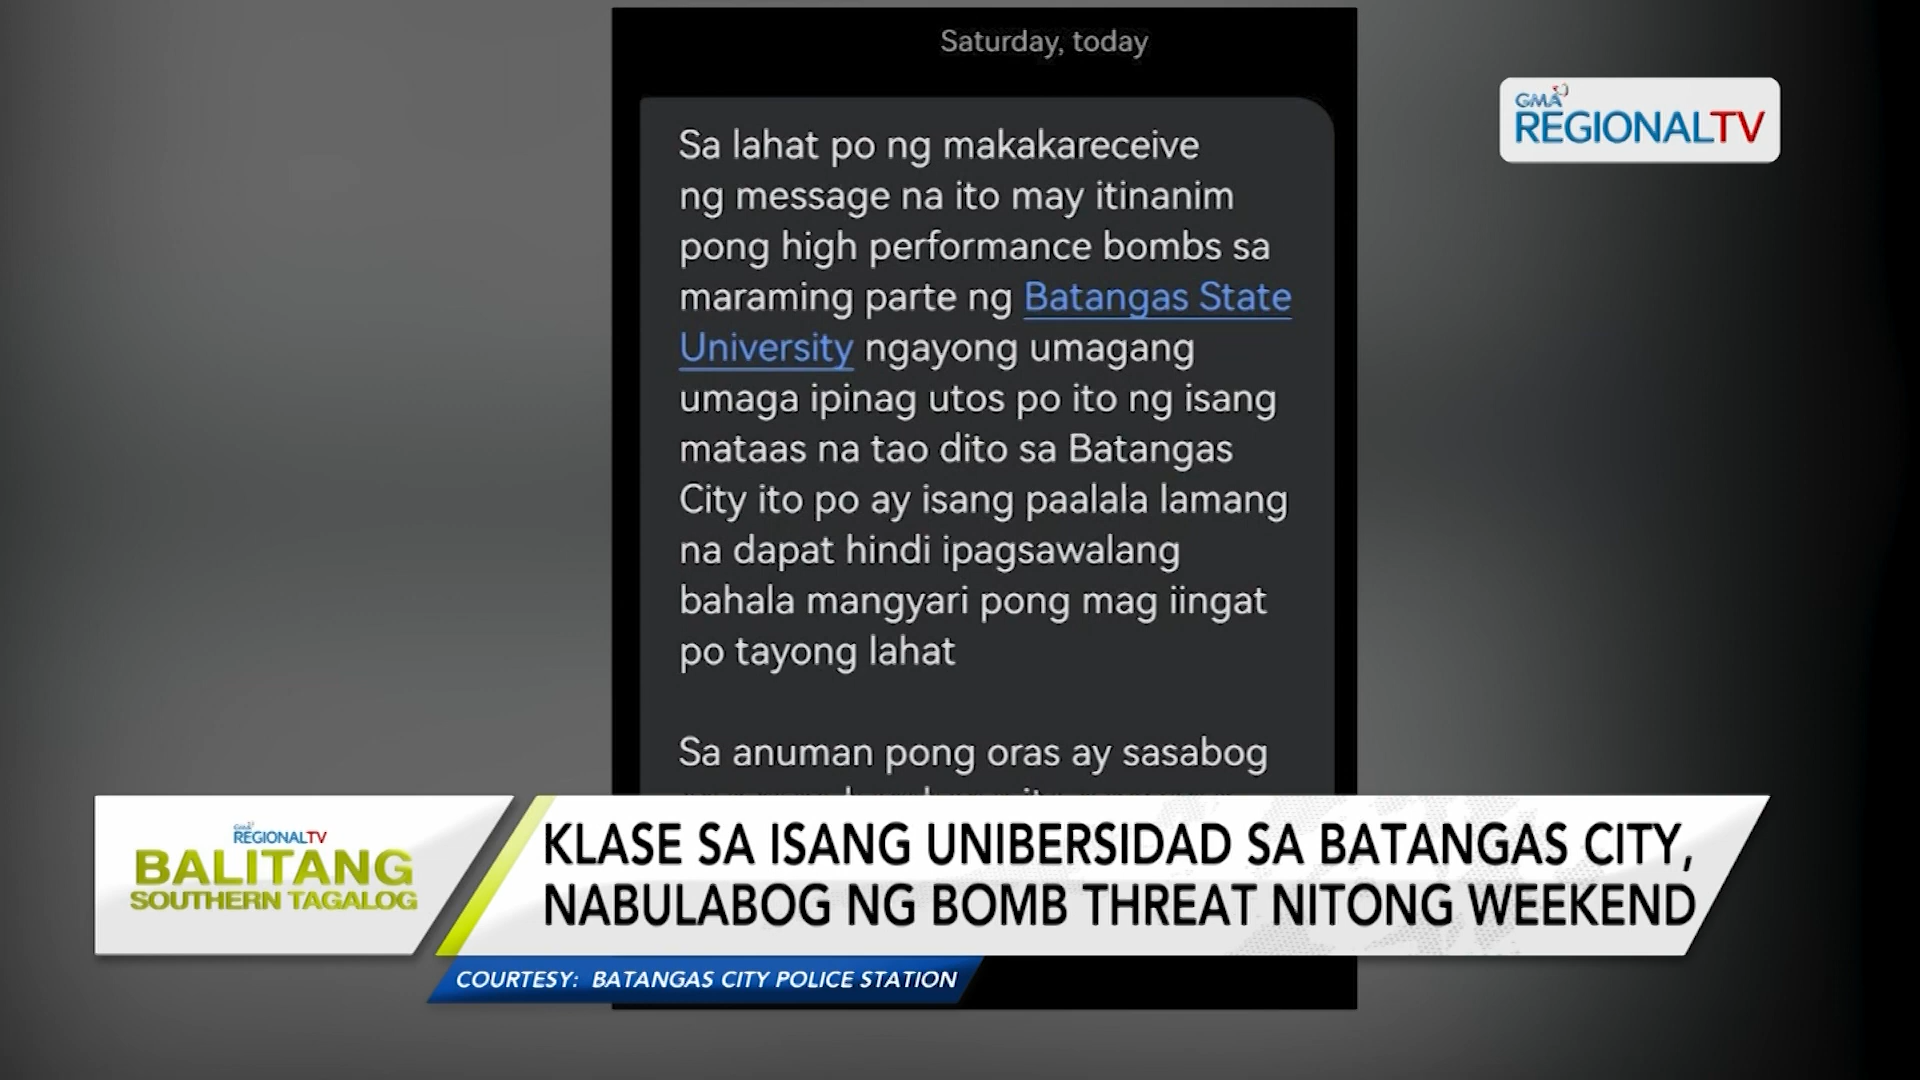 Saturday, today
GMA
REGIONALTV
Sa lahat po ng makakareceive
ng message na ito may itinanim
pong high performance bombs sa
maraming parte ng Batangas State
University ngayong umagang
umaga ipinag utos po ito ng isang
mataas na tao dito sa Batangas
City ito po ay isang paalala lamang
na dapat hindi ipagsawalang
bahala mangyari pong mag iingat
po tayong lahat
Sa anuman pong oras ay sasabog
GMA
REGIONALTV
BALITANG
SOUTHERN TAGALOG
KLASE SA ISANG UNIBERSIDAD SA BATANGAS CITY,
NABULABOG NG BOMB THREAT NITONG WEEKEND
COURTESY: BATANGAS CITY POLICE STATION